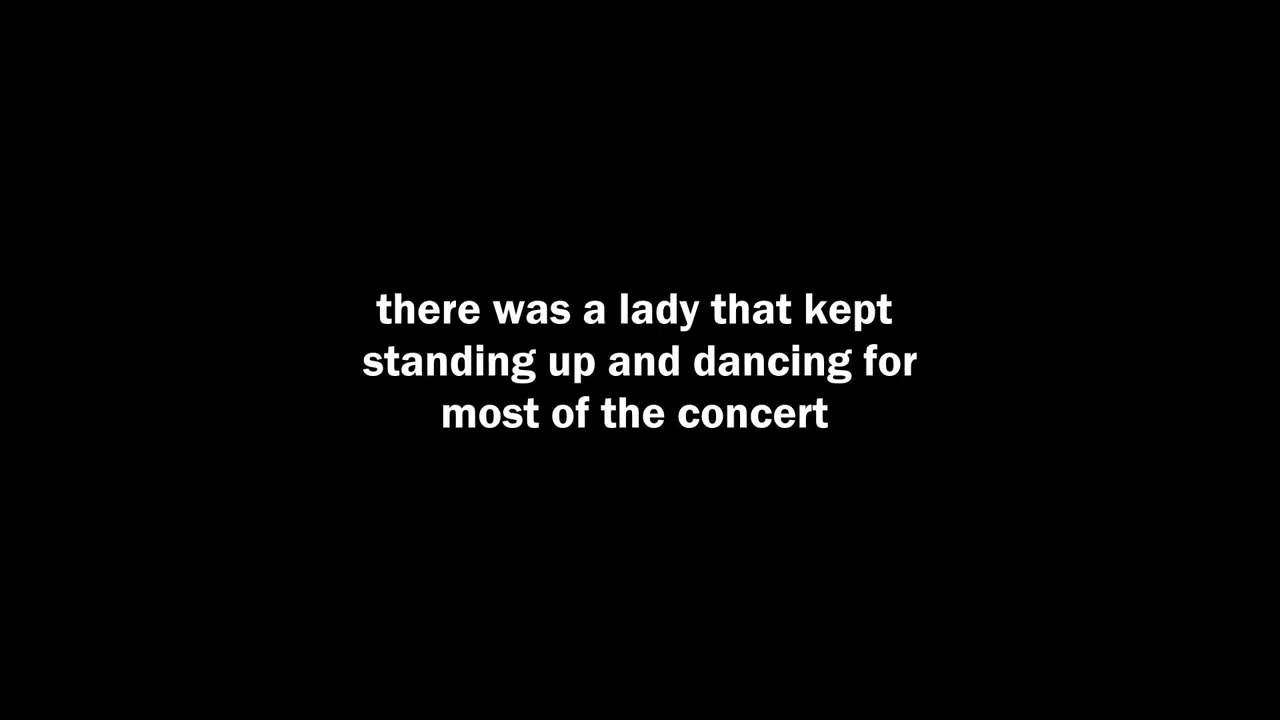 there was a lady that kept
standing up and dancing for
most of the concert